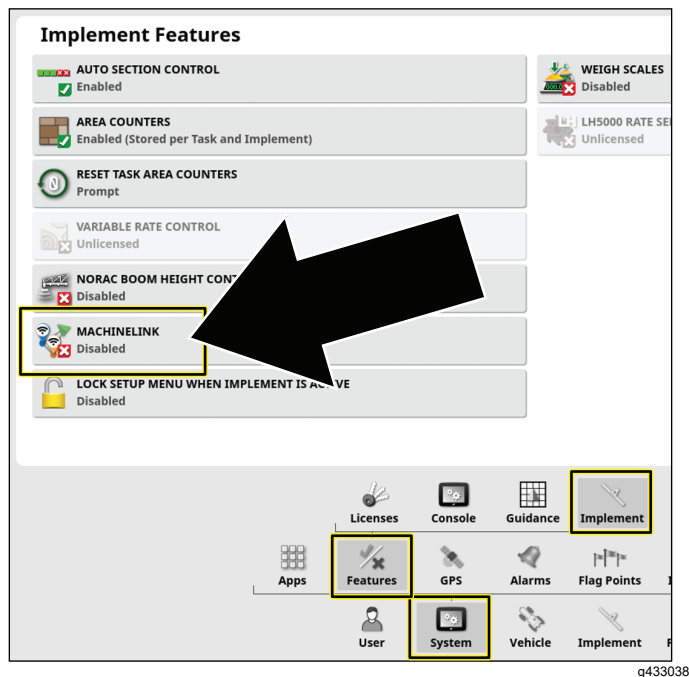 Implement Features
AUTO SECTION CONTROL
Enabled
AREA COUNTERS
Enabled (Stored per Task and Implement)
RESET TASK AREA COUNTERS
Prompt
VARIABLE RATE CONTROL
Unlicensed
NORAC BOOM HEIGHT
Disabled
MACHINELINK
Disabled
LOCK SETUP MENU WHEN IMPLEMENT IS
Disabled
WEIGH SCALES
Disabled
LH5000 RATE
Unlicensed
Licenses Console Guidance Implement
Apps Features GPS Alarms Flag Points
User System Vehicle Implement
g433038